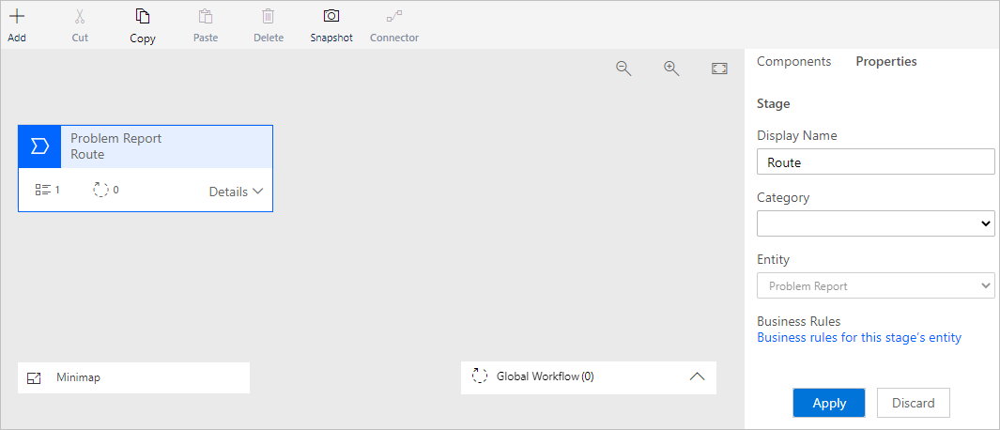 Add Cut Copy Paste Delete Snapshot Connector
Problem Report
Route
1 0 Details
Minimap
Global Workflow (0)
Components Properties
Stage
Display Name
Route
Category
Entity
Problem Report
Business Rules
Business rules for this stage's entity
Apply Discard